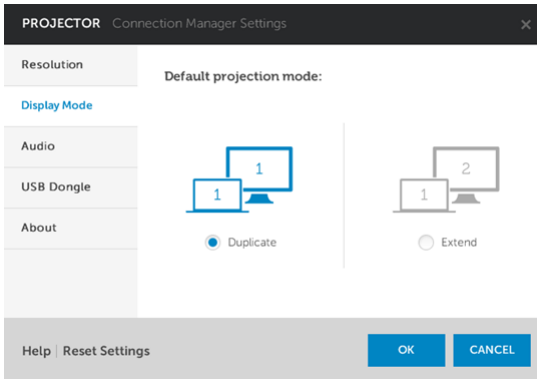 PROJECTOR Connection Manager Settings ×
Resolution
Display Mode
Audio
USB Dongle
About
Default projection mode:
1 1
1 2
Duplicate
Extend
Help | Reset Settings
OK
CANCEL